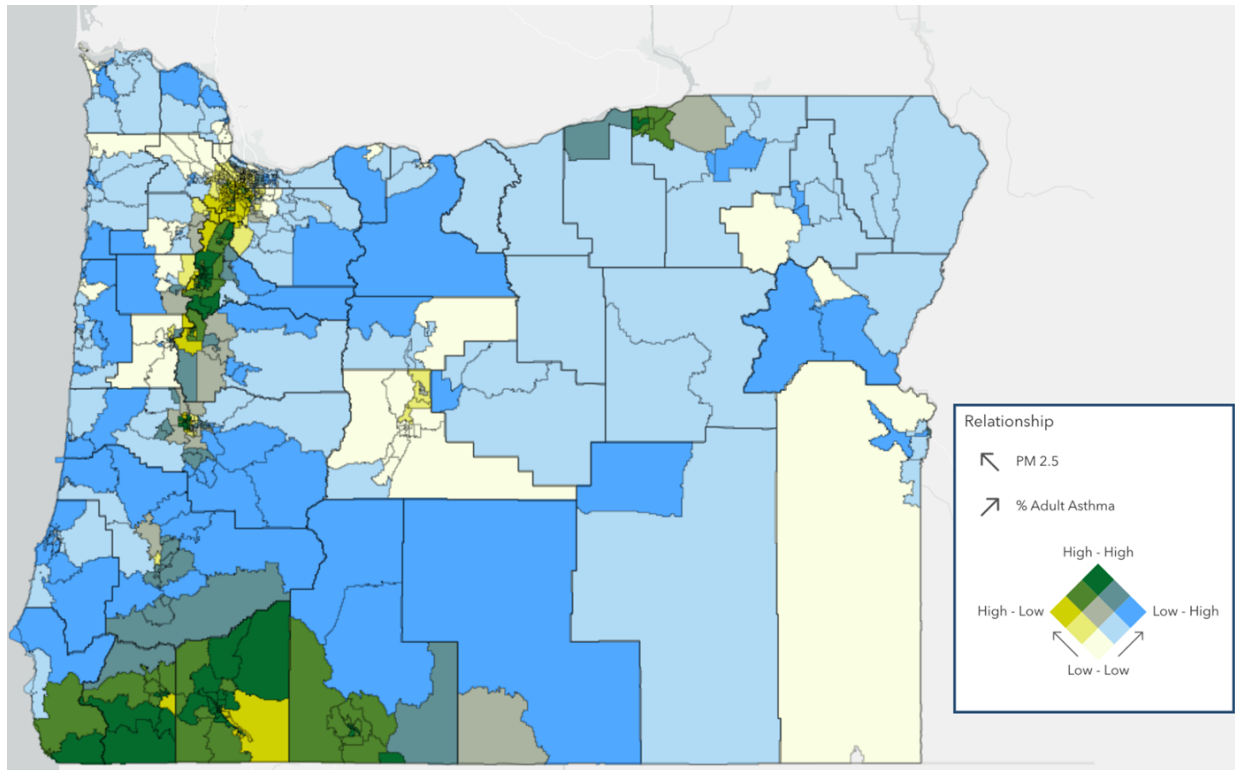 Relationship
PM 2.5
% Adult Asthma
High - High
High - Low
Low - High
Low - Low